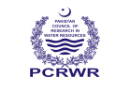 PAKISTAN
COUNCIL OF
RESEARCH IN
WATER RESOURCES
PCRWR